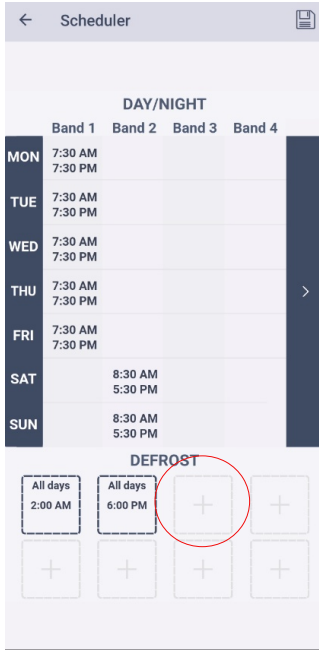 Scheduler
DAY/NIGHT
Band 1 Band 2 Band 3 Band 4
MON 7:30 AM
7:30 PM
TUE 7:30 AM
7:30 PM
WED 7:30 AM
7:30 PM
THU 7:30 AM
7:30 PM
FRI 7:30 AM
7:30 PM
SAT 8:30 AM
5:30 PM
SUN 8:30 AM
5:30 PM
DEFROST
All days All days
2:00 AM 6:00 PM